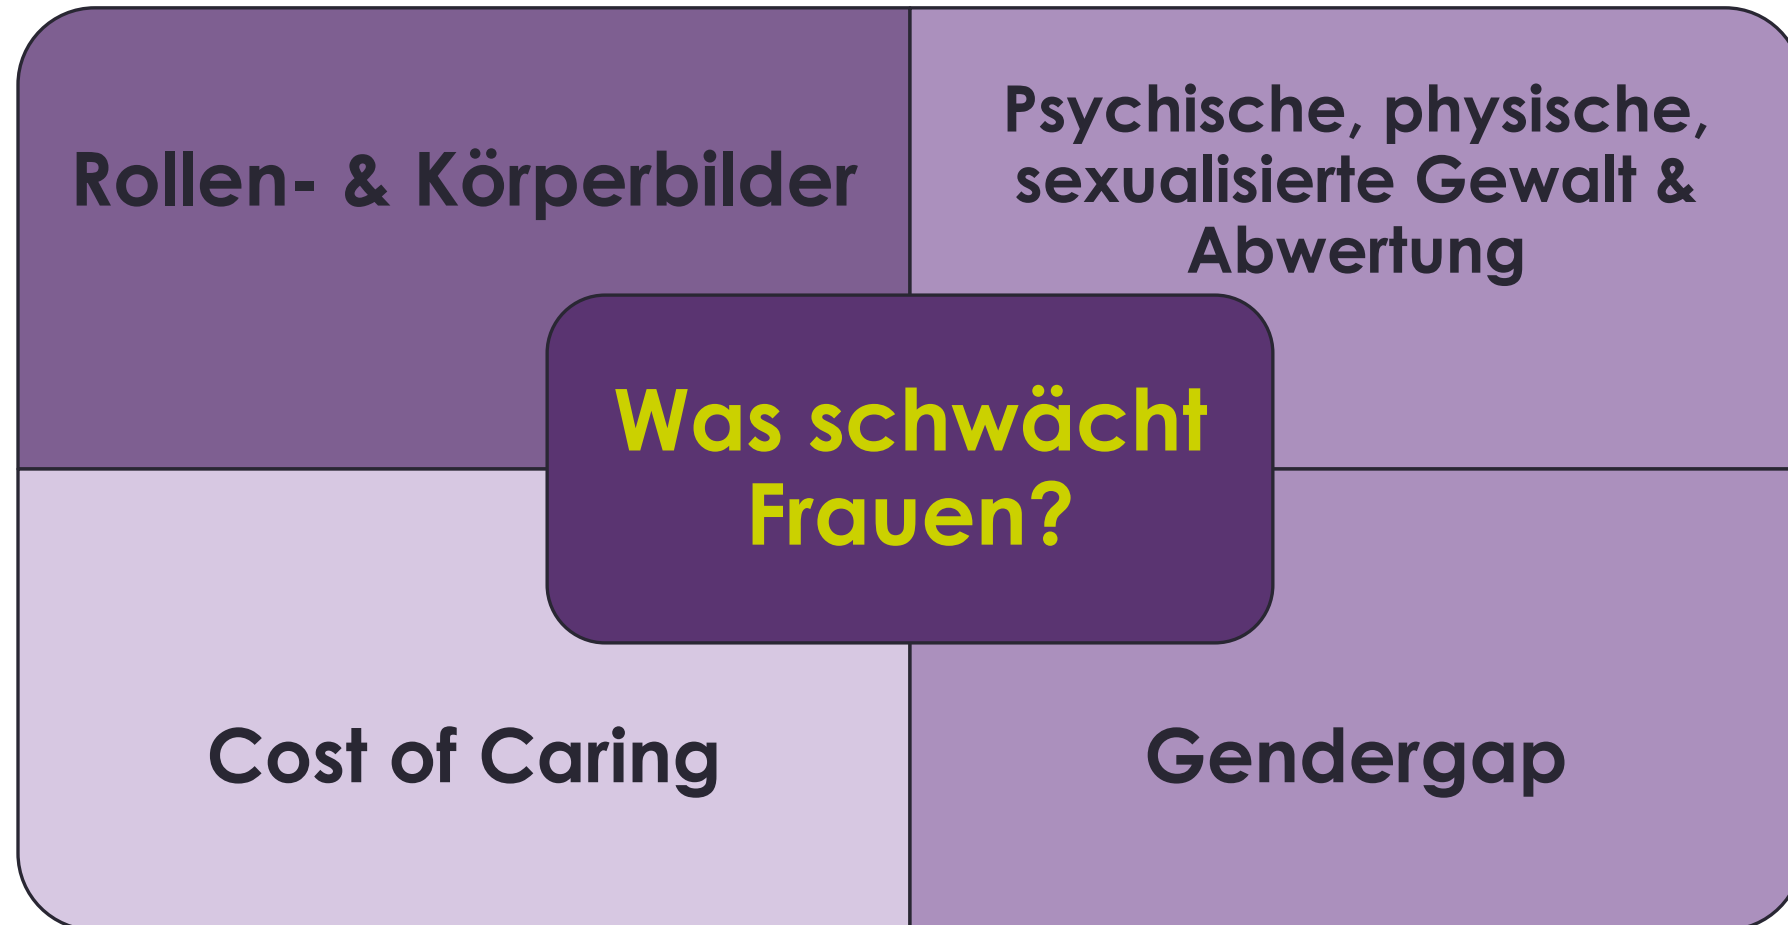 Rollen- & Körperbilder
Psychische, physische,
sexualisierte Gewalt &
Abwertung
Was schwächt
Frauen?
Cost of Caring
Gendergap